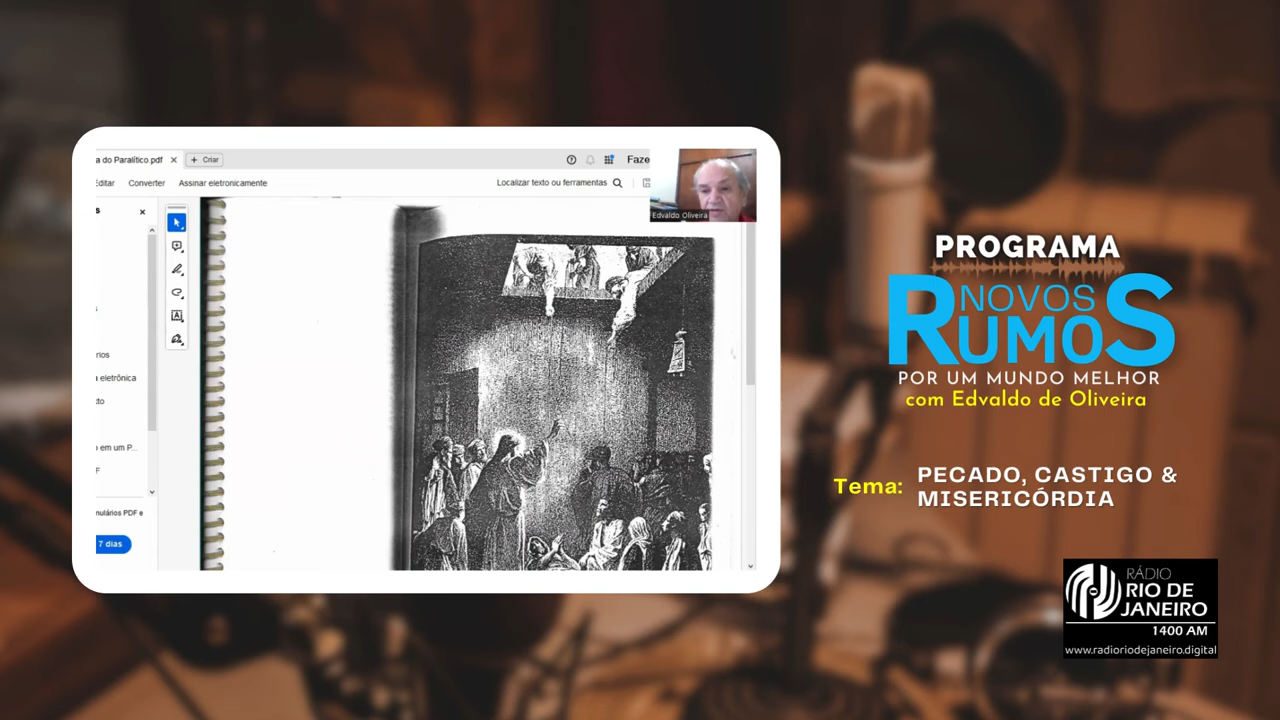 a do Paralítico.pdf
Criar
Faze
Editar Converter Assinar eletronicamente
Localizar texto ou ferramentas
s
rios
eletrônica
to
em um P...
F
nulários PDF e
7 dias
Edvaldo Oliveira
PROGRAMA
NOVOS
RUMOS
POR UM MUNDO MELHOR
com Edvaldo de Oliveira
Tema: PECADO, CASTIGO &
MISERICÓRDIA
RÁDIO
RIO DE
JANEIRO
1400 AM
www.radioriodejaneiro.digital